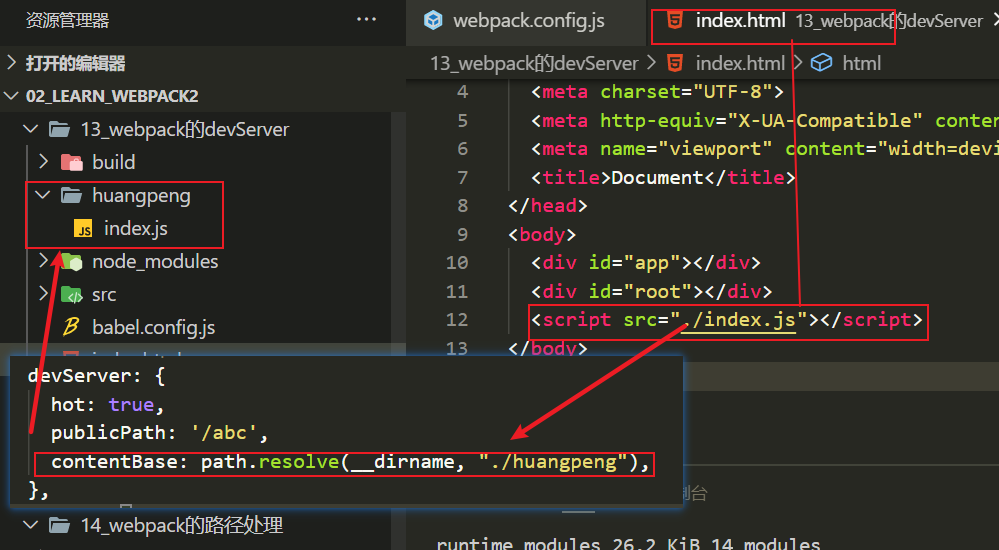 资源管理器
打开的编辑器
02_LEARN_WEBPACK2
13_webpack的devServer
build
huangpeng
JS index.js
node_modules
src
babel.config.js
webpack.config.js
index.html 13_webpack的devServer
13_webpack的devServer > index.html > html
4 <meta charset="UTF-8">
5 <meta http-equiv="X-UA-Compatible" conten
6 <meta name="viewport" content="width=devi
7 <title>Document</title>
8 </head>
9 <body>
10 <div id="app"></div>
11 <div id="root"></div>
12 <script src="./index.js"></script>
13 </body>
devServer: {
hot: true,
publicPath: '/abc',
contentBase: path.resolve(__dirname, "./huangpeng"),
},
14_webpack的路径处理
制台
runtime modules 26.2 KiB 14 modules